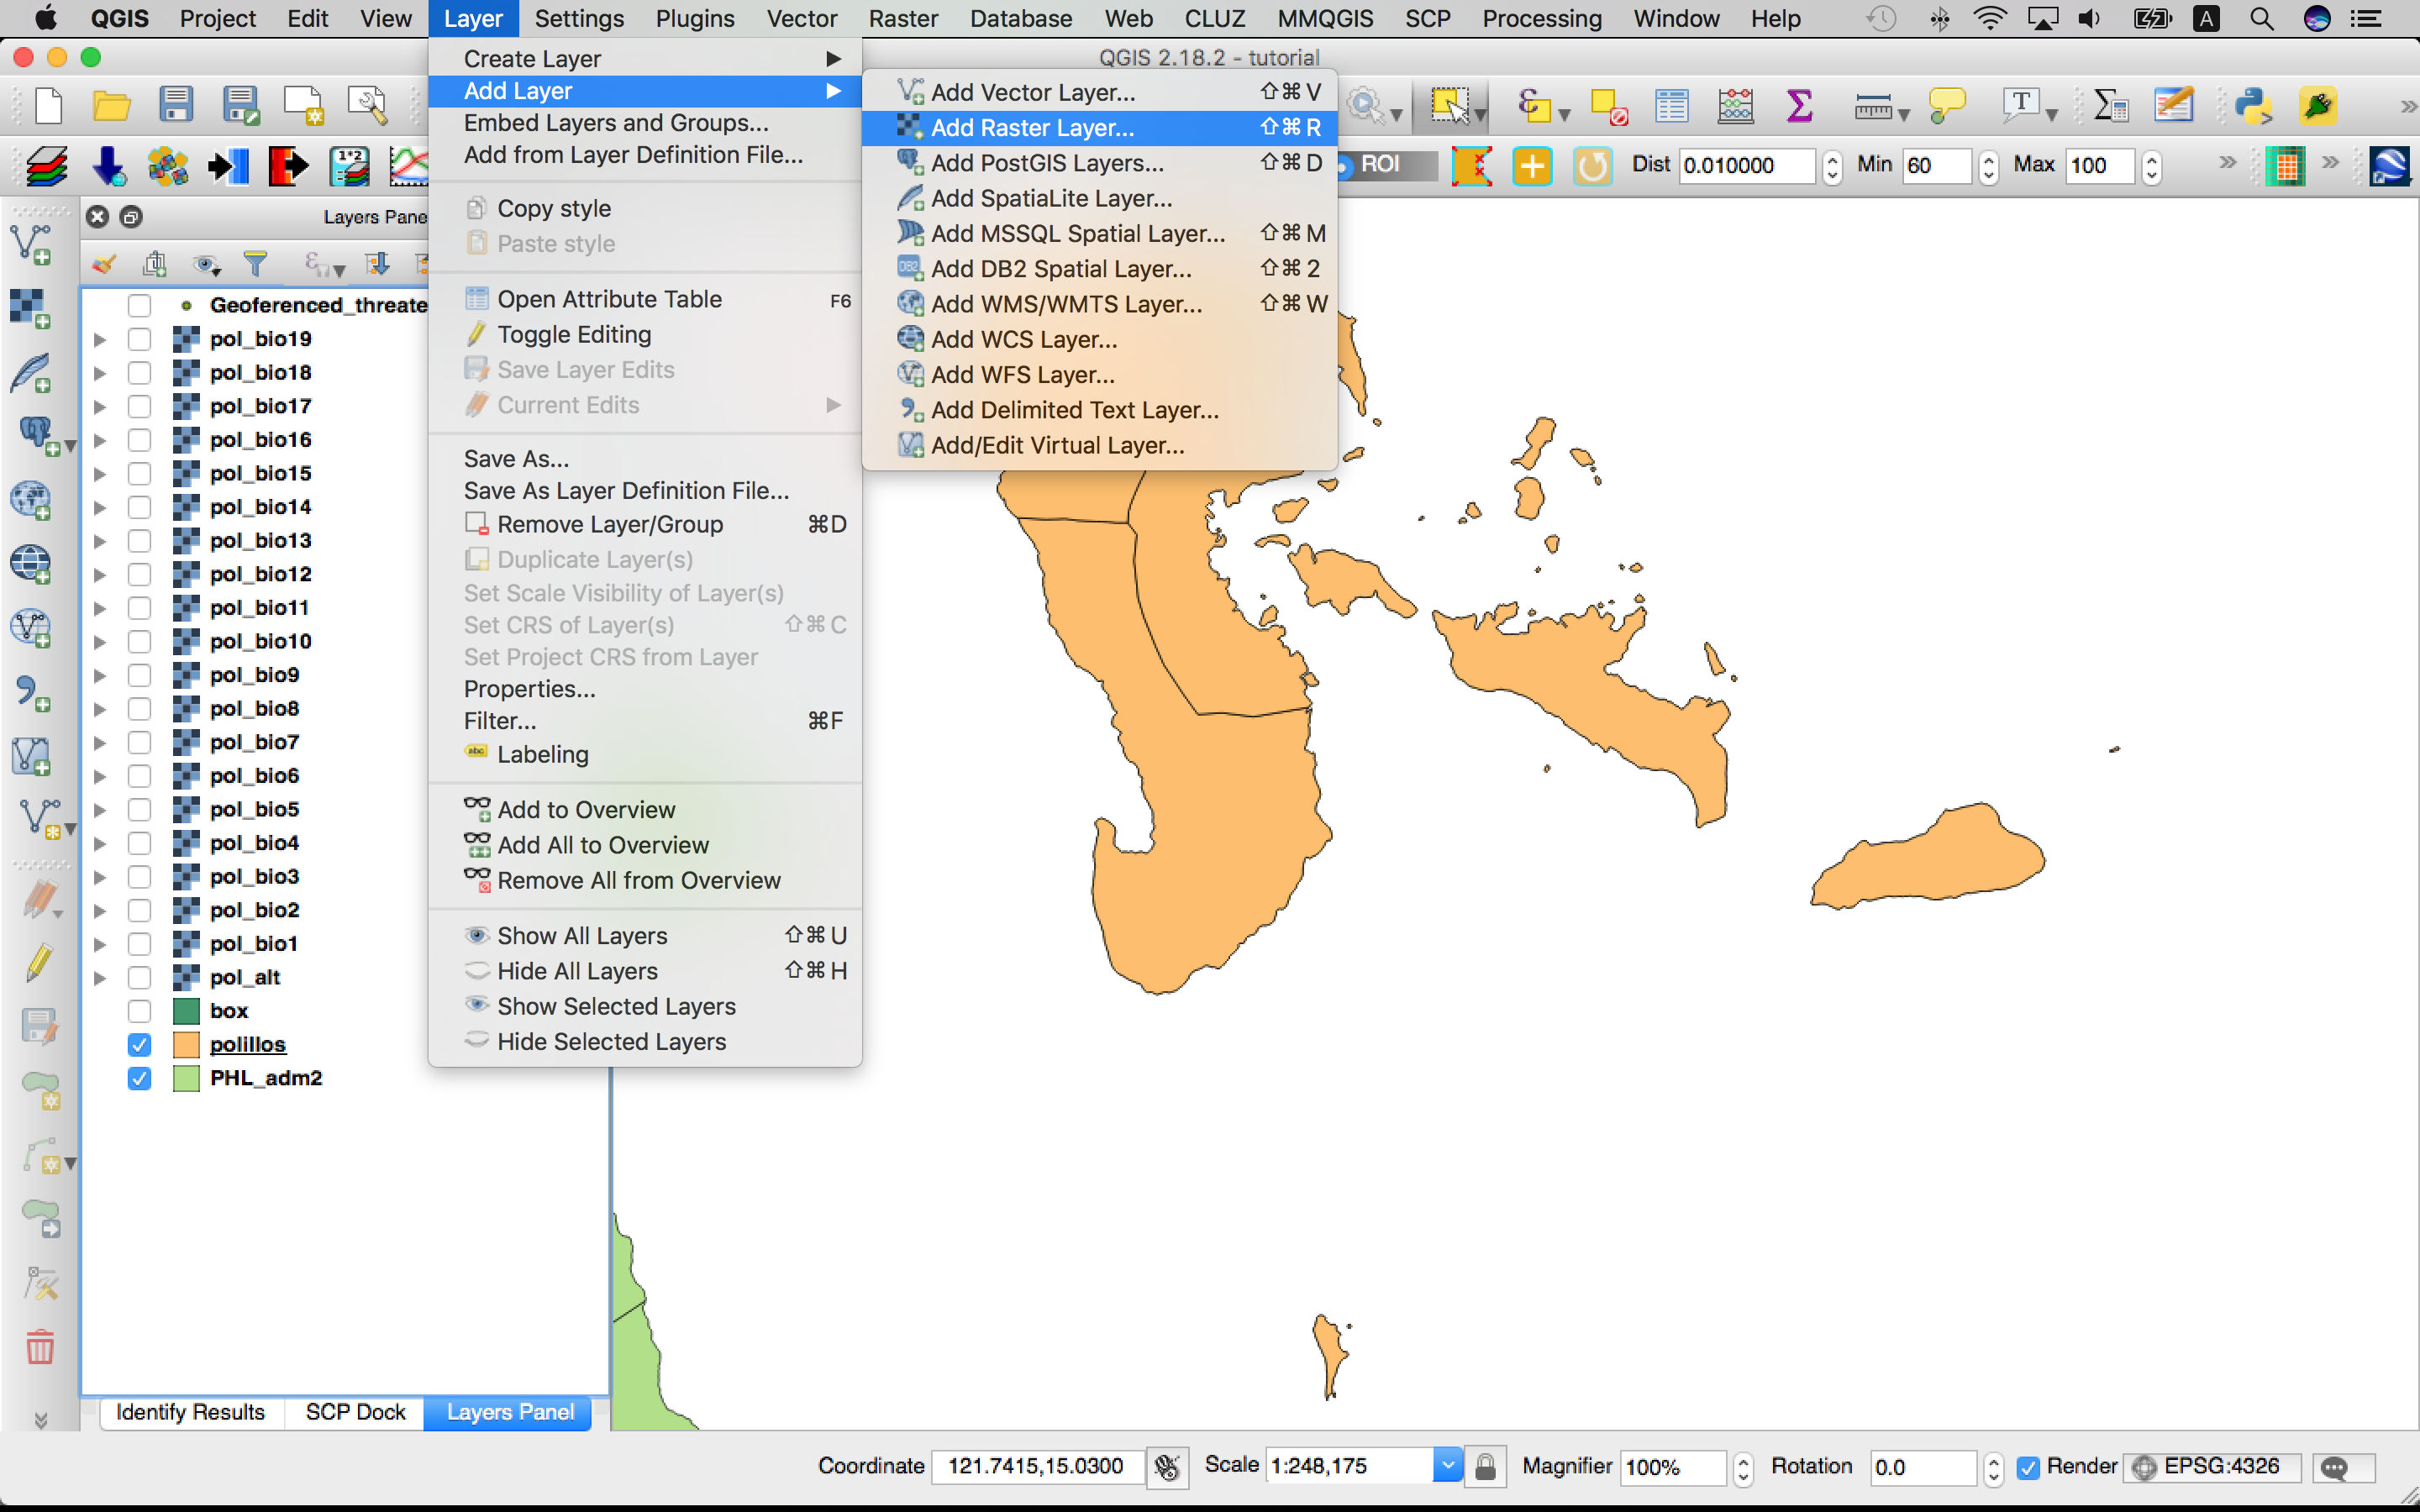 QGIS Project Edit View Layer Settings Plugins Vector Raster Database Web CLUZ MMQGIS SCP Processing Window Help A
QGIS 2.18.2 - tutorial
Create Layer
Add Layer
Embed Layers and Groups...
Add from Layer Definition File...
Copy style
Paste style
Open Attribute Table F6
Toggle Editing
Save Layer Edits
Current Edits
Save As...
Save As Layer Definition File...
Remove Layer/Group ⌘D
Duplicate Layer(s)
Set Scale Visibility of Layer(s)
Set CRS of Layer(s) ⇧⌘C
Set Project CRS from Layer
Properties...
Filter... ⌘F
Labeling
Add to Overview
Add All to Overview
Remove All from Overview
Show All Layers ⇧⌘U
Hide All Layers ⇧⌘H
Show Selected Layers
Hide Selected Layers
Add Vector Layer... ⇧⌘V
Add Raster Layer... ⇧⌘R
Add PostGIS Layers... ⇧⌘D
Add SpatiaLite Layer...
Add MSSQL Spatial Layer... ⇧⌘M
Add DB2 Spatial Layer... ⇧⌘2
Add WMS/WMTS Layer... ⇧⌘W
Add WCS Layer...
Add WFS Layer...
Add Delimited Text Layer...
Add/Edit Virtual Layer...
ROI Dist 0.010000 Min 60 Max 100
Layers Pane
Geoferenced_threate
pol_bio19
pol_bio18
pol_bio17
pol_bio16
pol_bio15
pol_bio14
pol_bio13
pol_bio12
pol_bio11
pol_bio10
pol_bio9
pol_bio8
pol_bio7
pol_bio6
pol_bio5
pol_bio4
pol_bio3
pol_bio2
pol_bio1
pol_alt
box
polillos
PHL_adm2
Identify Results SCP Dock Layers Panel
Coordinate 121.7415,15.0300 Scale 1:248,175 Magnifier 100% Rotation 0.0 Render EPSG:4326